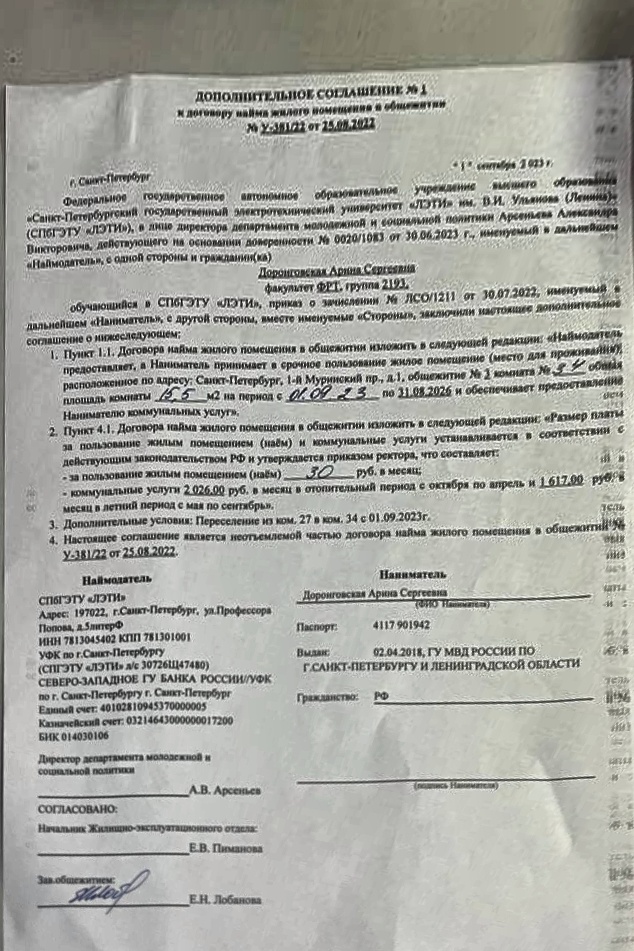 ДОПОЛНИТЕЛЬНОЕ СОГЛАШЕНИЕ № 1
к договору найма жилого помещения в общежитии
№ У-381/22 от 25.08.2022
г. Санкт-Петербург
« 1 » сентября 2023 г.
Федеральное государственное автономное образовательное учреждение высшего образования
«Санкт-Петербургский государственный электротехнический университет «ЛЭТИ» им. В.И. Ульянова (Ленина)»
(СПбГЭТУ «ЛЭТИ»), в лице директора департамента молодежной и социальной политики Арсеньева Александра
Викторовича, действующего на основании доверенности № 0020/1083 от 30.06.2023 г., именуемый в дальнейшем
«Наймодатель», с одной стороны и гражданин(ка)
Доронговская Арина Сергеевна
факультет ФРТ, группа 2193,
обучающийся в СПбГЭТУ «ЛЭТИ», приказ о зачислении № ЛСО/1211 от 30.07.2022, именуемый в
дальнейшем «Наниматель», с другой стороны, вместе именуемые «Стороны», заключили настоящее дополнительное
соглашение о нижеследующем:
1. Пункт 1.1. Договора найма жилого помещения в общежитии изложить в следующей редакции: «Наймодатель
предоставляет, а Наниматель принимает в срочное пользование жилое помещение (место для проживания),
расположенное по адресу: Санкт-Петербург, 1-й Муринский пр., д.1, общежитие № 3 комната № 34 общая
площадь комнаты 15,5 м2 на период с 01.09.23 по 31.08.2026 и обеспечивает предоставление
Нанимателю коммунальных услуг».
2. Пункт 4.1. Договора найма жилого помещения в общежитии изложить в следующей редакции: «Размер платы
за пользование жилым помещением (наём) и коммунальные услуги устанавливается в соответствии с
действующим законодательством РФ и утверждается приказом ректора, что составляет:
- за пользование жилым помещением (наём) 30 руб. в месяц;
- коммунальные услуги 2 026,00 руб. в месяц в отопительный период с октября по апрель и 1 617,00 руб. в
месяц в летний период с мая по сентябрь».
3. Дополнительные условия: Переселение из ком. 27 в ком. 34 с 01.09.2023г.
4. Настоящее соглашение является неотъемлемой частью договора найма жилого помещения в общежитии №
У-381/22 от 25.08.2022.
Наймодатель
СПбГЭТУ «ЛЭТИ»
Адрес: 197022, г.Санкт-Петербург, ул.Профессора
Попова, д.5литерФ
ИНН 7813045402 КПП 781301001
УФК по г.Санкт-Петербургу
(СПГЭТУ «ЛЭТИ» л/с 30726Щ47480)
СЕВЕРО-ЗАПАДНОЕ ГУ БАНКА РОССИИ//УФК
по г. Санкт-Петербургу г. Санкт-Петербург
Единый счет: 40102810945370000005
Казначейский счет: 03214643000000017200
БИК 014030106
Директор департамента молодежной и
социальной политики
А.В. Арсеньев
СОГЛАСОВАНО:
Начальник Жилищно-эксплуатационного отдела:
Е.В. Пиманова
Зав.общежитием:
Е.Н. Лобанова
Наниматель
Доронговская Арина Сергеевна
(ФИО Нанимателя)
Паспорт: 4117 901942
Выдан: 02.04.2018, ГУ МВД РОССИИ ПО
Г.САНКТ-ПЕТЕРБУРГУ И ЛЕНИНГРАДСКОЙ ОБЛАСТИ
Гражданство: РФ
(подпись Нанимателя)